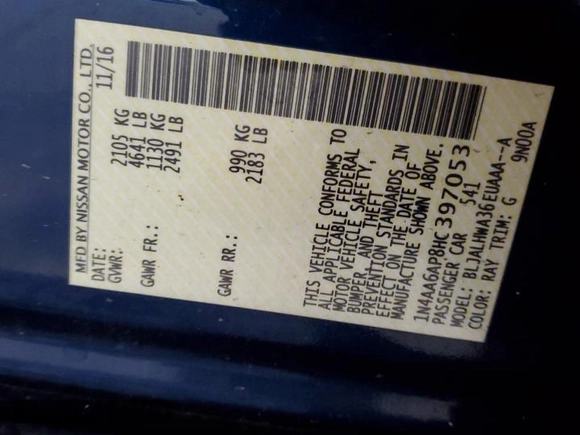 MFD BY NISSAN MOTOR CO., LTD.
DATE: 11/16
GVWR: 2105 KG
4641 LB
GAWR FR.: 1130 KG
2491 LB
GAWR RR.: 990 KG
2183 LB
THIS VEHICLE CONFORMS TO
ALL APPLICABLE FEDERAL
MOTOR VEHICLE SAFETY,
BUMPER AND THEFT
PREVENTION STANDARDS IN
EFFECT ON THE DATE OF
MANUFACTURE SHOWN ABOVE.
1N4AA6AP8HC397053
PASSENGER CAR 541
MODEL: BLJALHWA36EUAAA--A
COLOR: RAY TRIM: G 9N00A